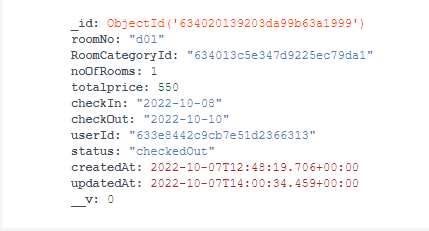 _id: ObjectId('634020139203da99b63a1999')
roomNo: "d01"
RoomCategoryId: "634013c5e347d9225ec79da1"
noOfRooms: 1
totalprice: 550
checkIn: "2022-10-08"
checkOut: "2022-10-10"
userId: "633e8442c9cb7e51d2366313"
status: "checkedOut"
createdAt: 2022-10-07T12:48:19.706+00:00
updatedAt: 2022-10-07T14:00:34.459+00:00
__v: 0